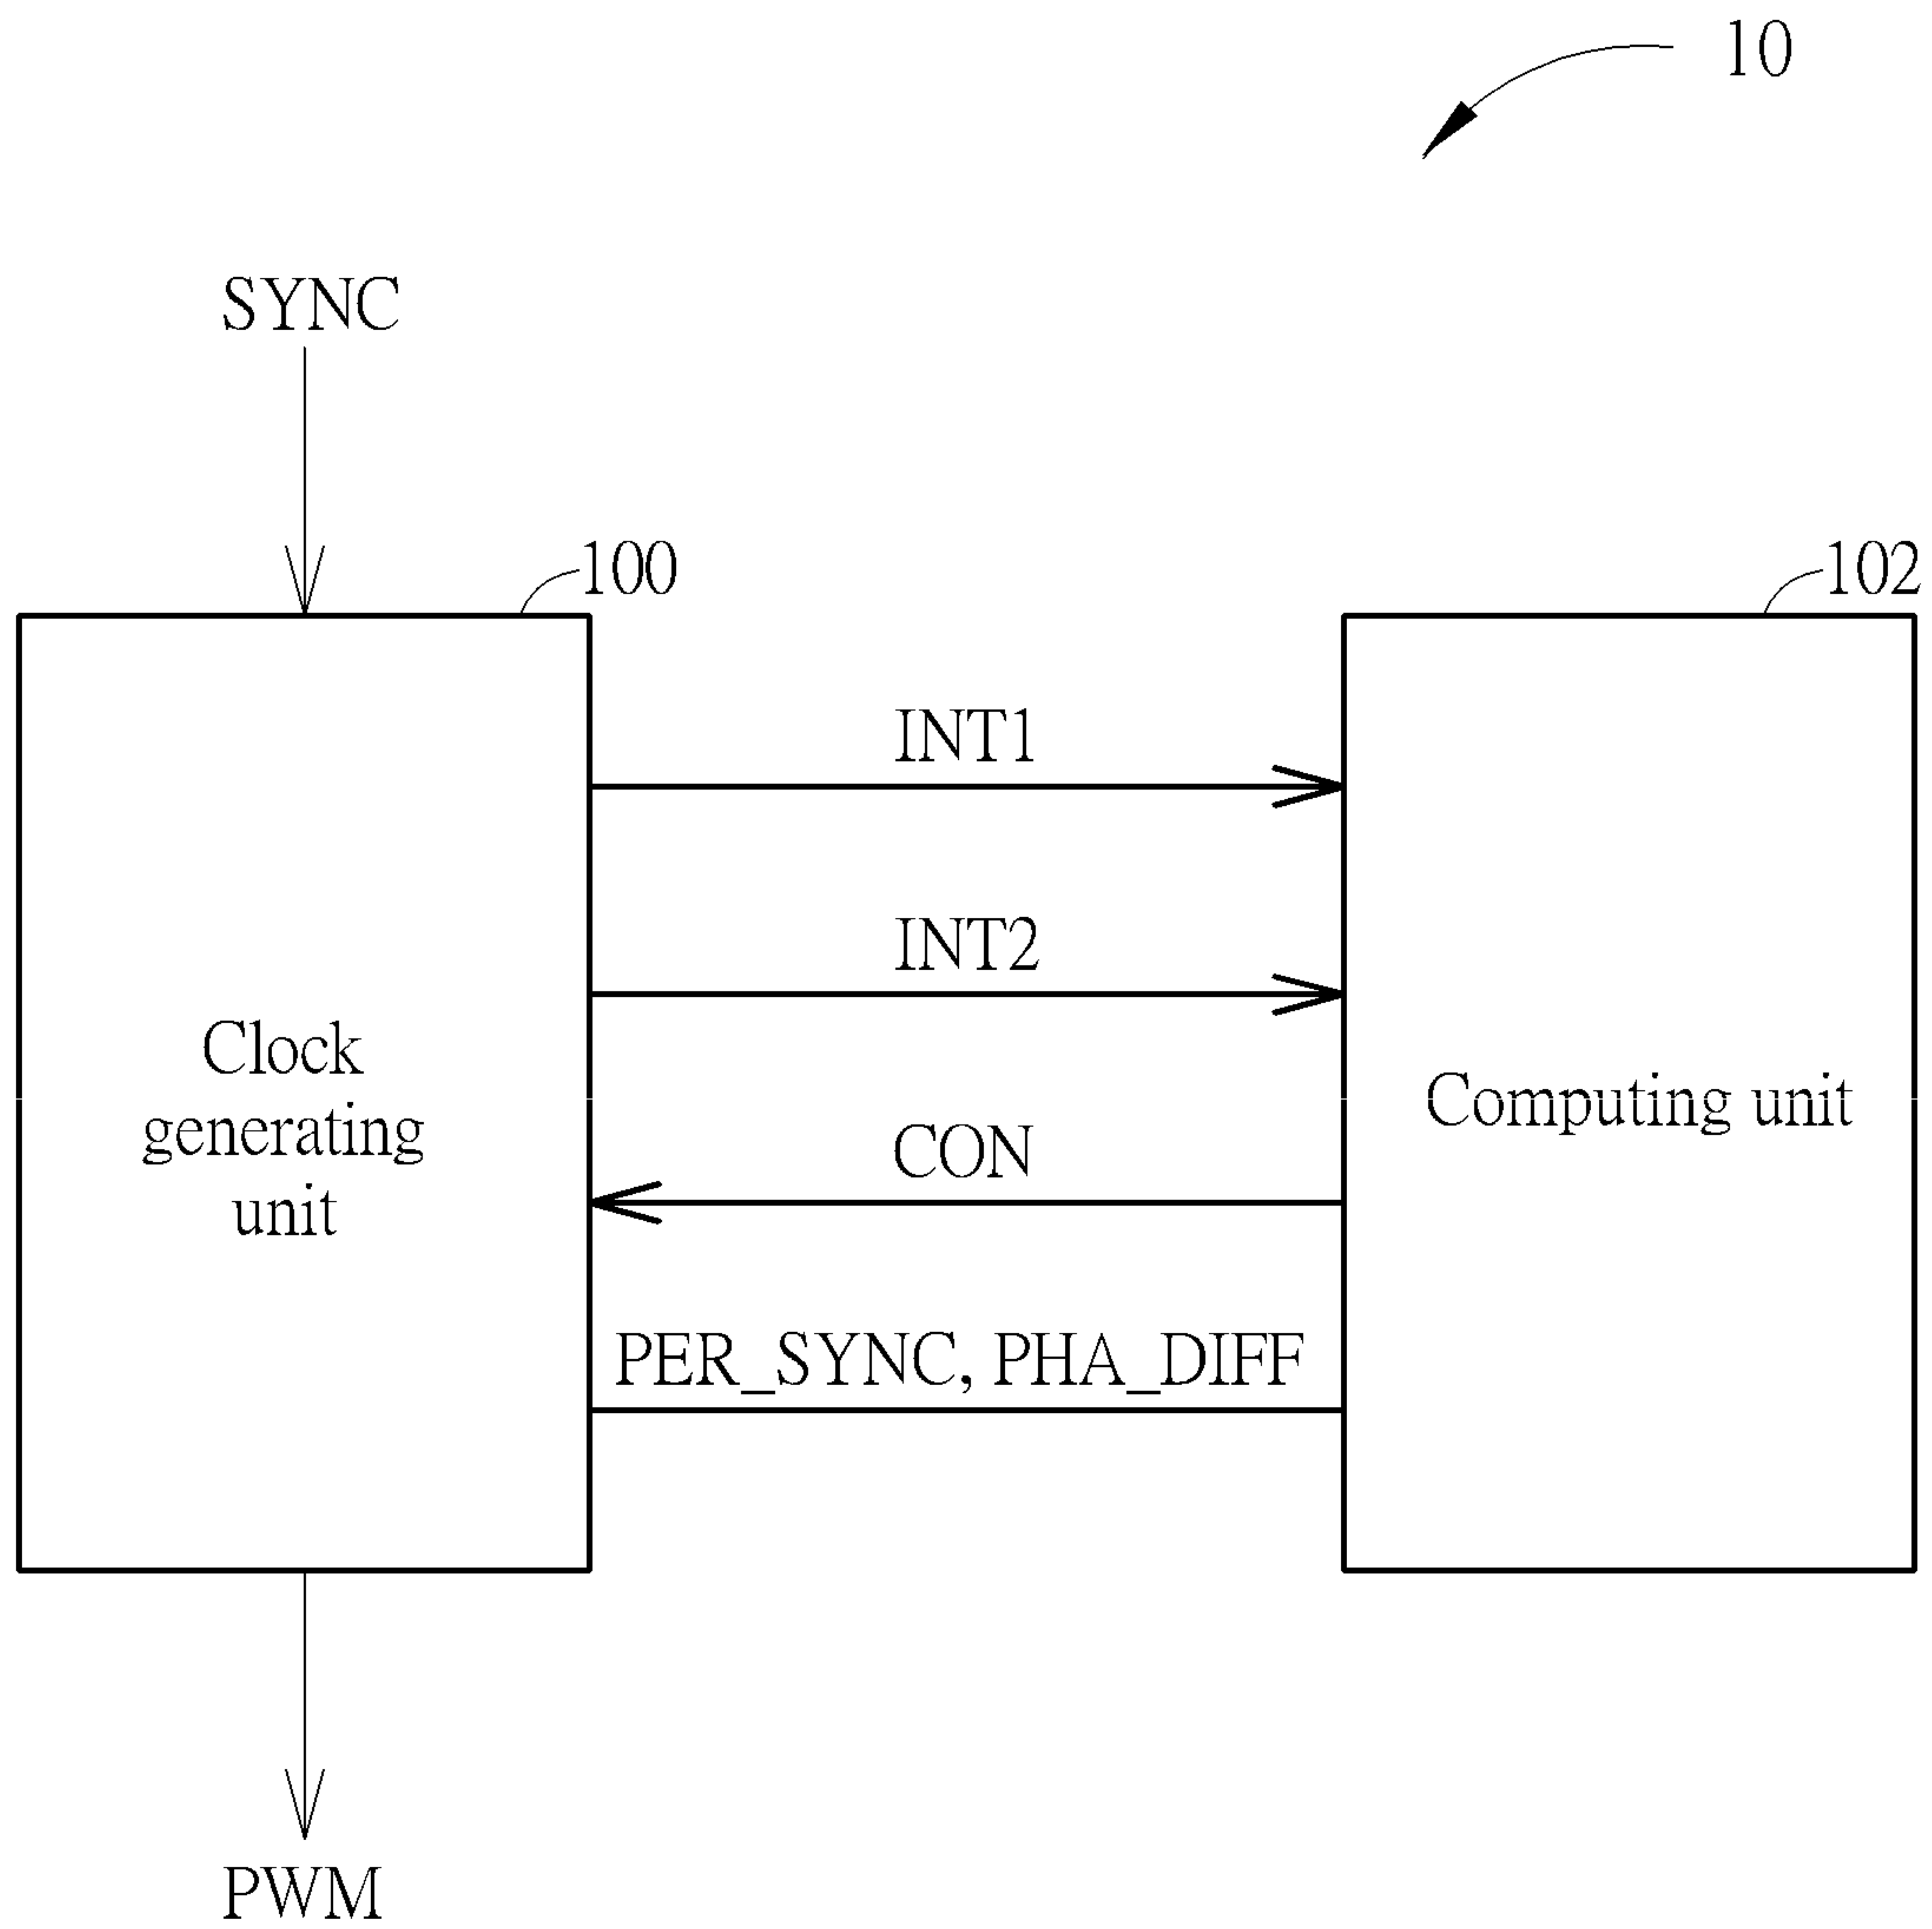 10
SYNC
100
102
INT1
INT2
Clock
generating
unit
Computing unit
CON
PER_SYNC, PHA_DIFF
PWM